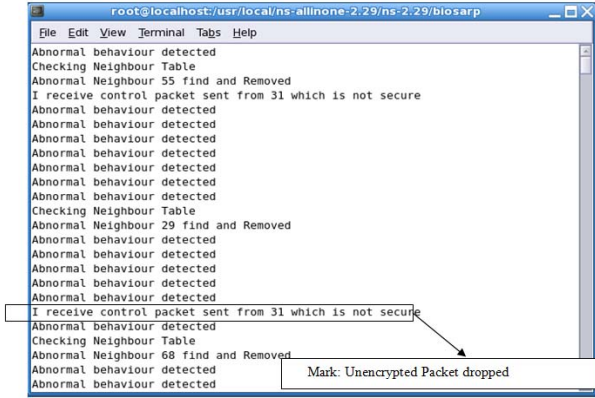 root@localhost:/usr/local/ns-allinone-2.29/ns-2.29/biosarp
File Edit View Terminal Tabs Help
Abnormal behaviour detected
Checking Neighbour Table
Abnormal Neighbour 55 find and Removed
I receive control packet sent from 31 which is not secure
Abnormal behaviour detected
Abnormal behaviour detected
Abnormal behaviour detected
Abnormal behaviour detected
Abnormal behaviour detected
Abnormal behaviour detected
Abnormal behaviour detected
Checking Neighbour Table
Abnormal Neighbour 29 find and Removed
Abnormal behaviour detected
Abnormal behaviour detected
Abnormal behaviour detected
Abnormal behaviour detected
Abnormal behaviour detected
I receive control packet sent from 31 which is not secure
Abnormal behaviour detected
Checking Neighbour Table
Abnormal Neighbour 68 find and Removed
Abnormal behaviour detected
Abnormal behaviour detected
Mark: Unencrypted Packet dropped